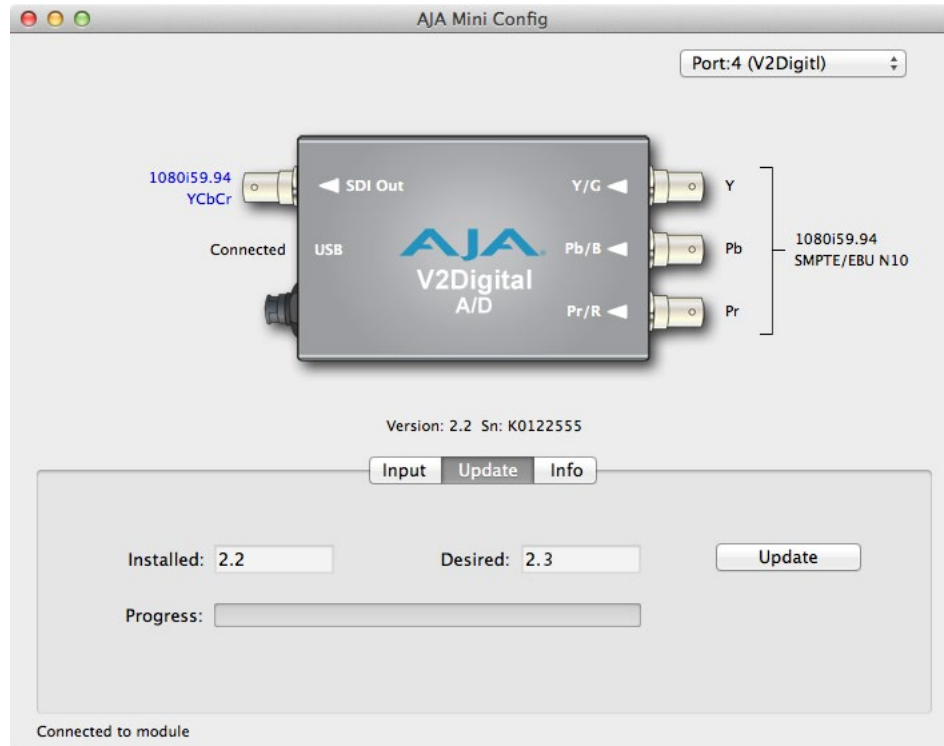 AJA Mini Config
Port:4 (V2Digitl)
1080i59.94
YCbCr
SDI Out
Y/G
Y
Connected
USB
AJA
Pb/B
Pb
1080i59.94
SMPTE/EBU N10
V2Digital
A/D
Pr/R
Pr
Version: 2.2 Sn: K0122555
Input
Update
Info
Installed: 2.2
Desired: 2.3
Update
Progress:
Connected to module